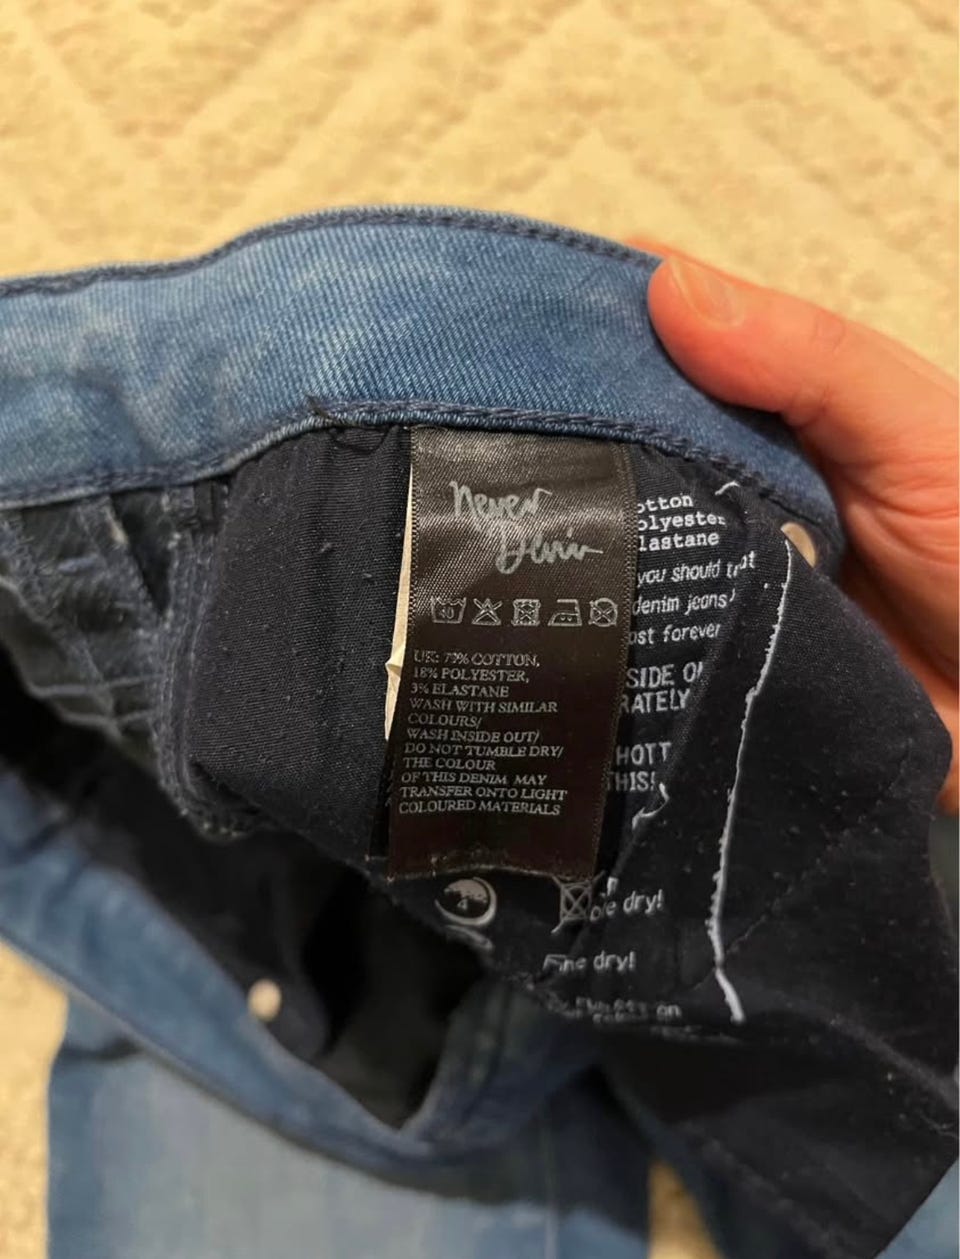 Never
Denim
40
UK: 79% COTTON,
18% POLYESTER,
3% ELASTANE
WASH WITH SIMILAR
COLOURS/
WASH INSIDE OUT/
DO NOT TUMBLE DRY/
THE COLOUR
OF THIS DENIM MAY
TRANSFER ONTO LIGHT
COLOURED MATERIALS
otton
olyester
lastane
you should
denim jeans
ast forever
SIDE
RATELY
HOTT
THIS!
4
dry!
dry!